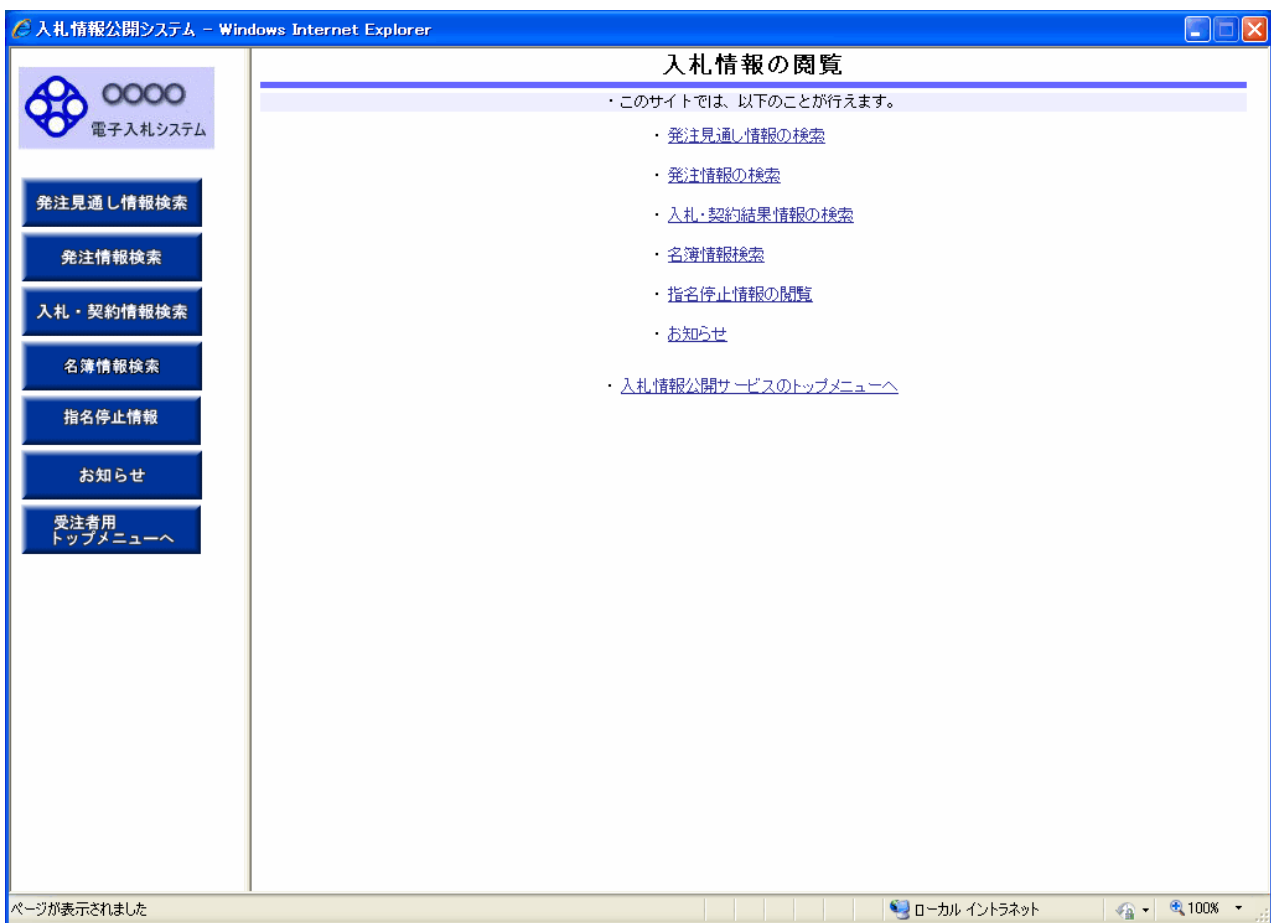 入札情報公開システム - Windows Internet Explorer
○○○○
電子入札システム
発注見通し情報検索
発注情報検索
入札・契約情報検索
名簿情報検索
指名停止情報
お知らせ
受注者用
トップメニューへ
入札情報の閲覧
・このサイトでは、以下のことが行えます。
・発注見通し情報の検索
・発注情報の検索
・入札・契約結果情報の検索
・名簿情報検索
・指名停止情報の閲覧
・お知らせ
・入札情報公開サービスのトップメニューへ
ページが表示されました
ローカル イントラネット
100%